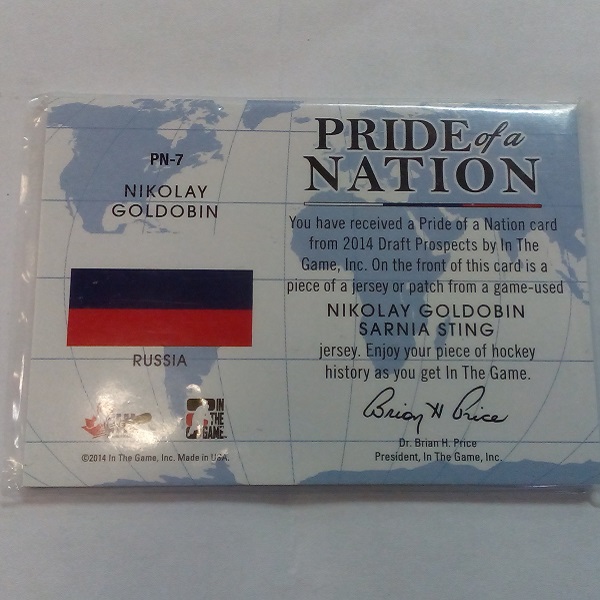 PN-7
NIKOLAY
GOLDOBIN
RUSSIA
IN
THE
GAME
©2014 In The Game, Inc. Made in USA.
PRIDE of a
NATION
You have received a Pride of a Nation card
from 2014 Draft Prospects by In The
Game, Inc. On the front of this card is a
piece of a jersey or patch from a game-used
NIKOLAY GOLDOBIN
SARNIA STING
jersey. Enjoy your piece of hockey
history as you get In The Game.
Brian H Price
Dr. Brian H. Price
President, In The Game, Inc.